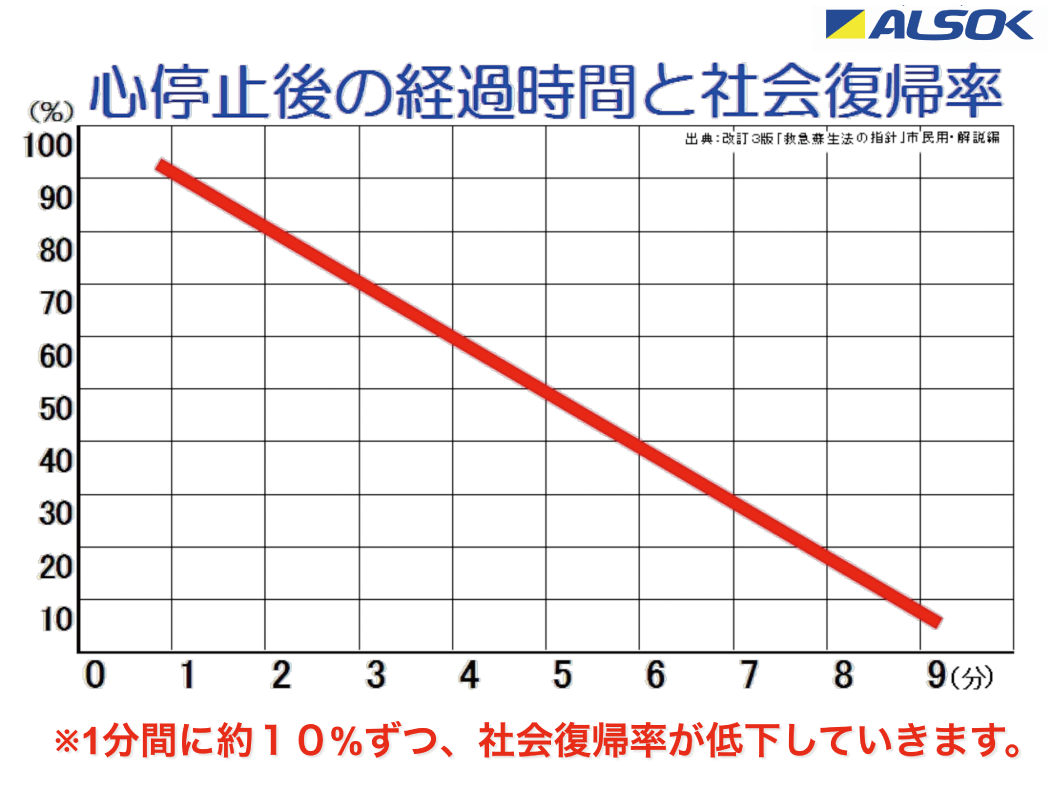 ALSOK
心停止後の経過時間と社会復帰率
(%)
出典:改訂3版「救急蘇生法の指針」市民用・解説編
100
90
80
70
60
50
40
30
20
10
0 1 2 3 4 5 6 7 8 9(分)
※1分間に約１０%ずつ、社会復帰率が低下していきます。